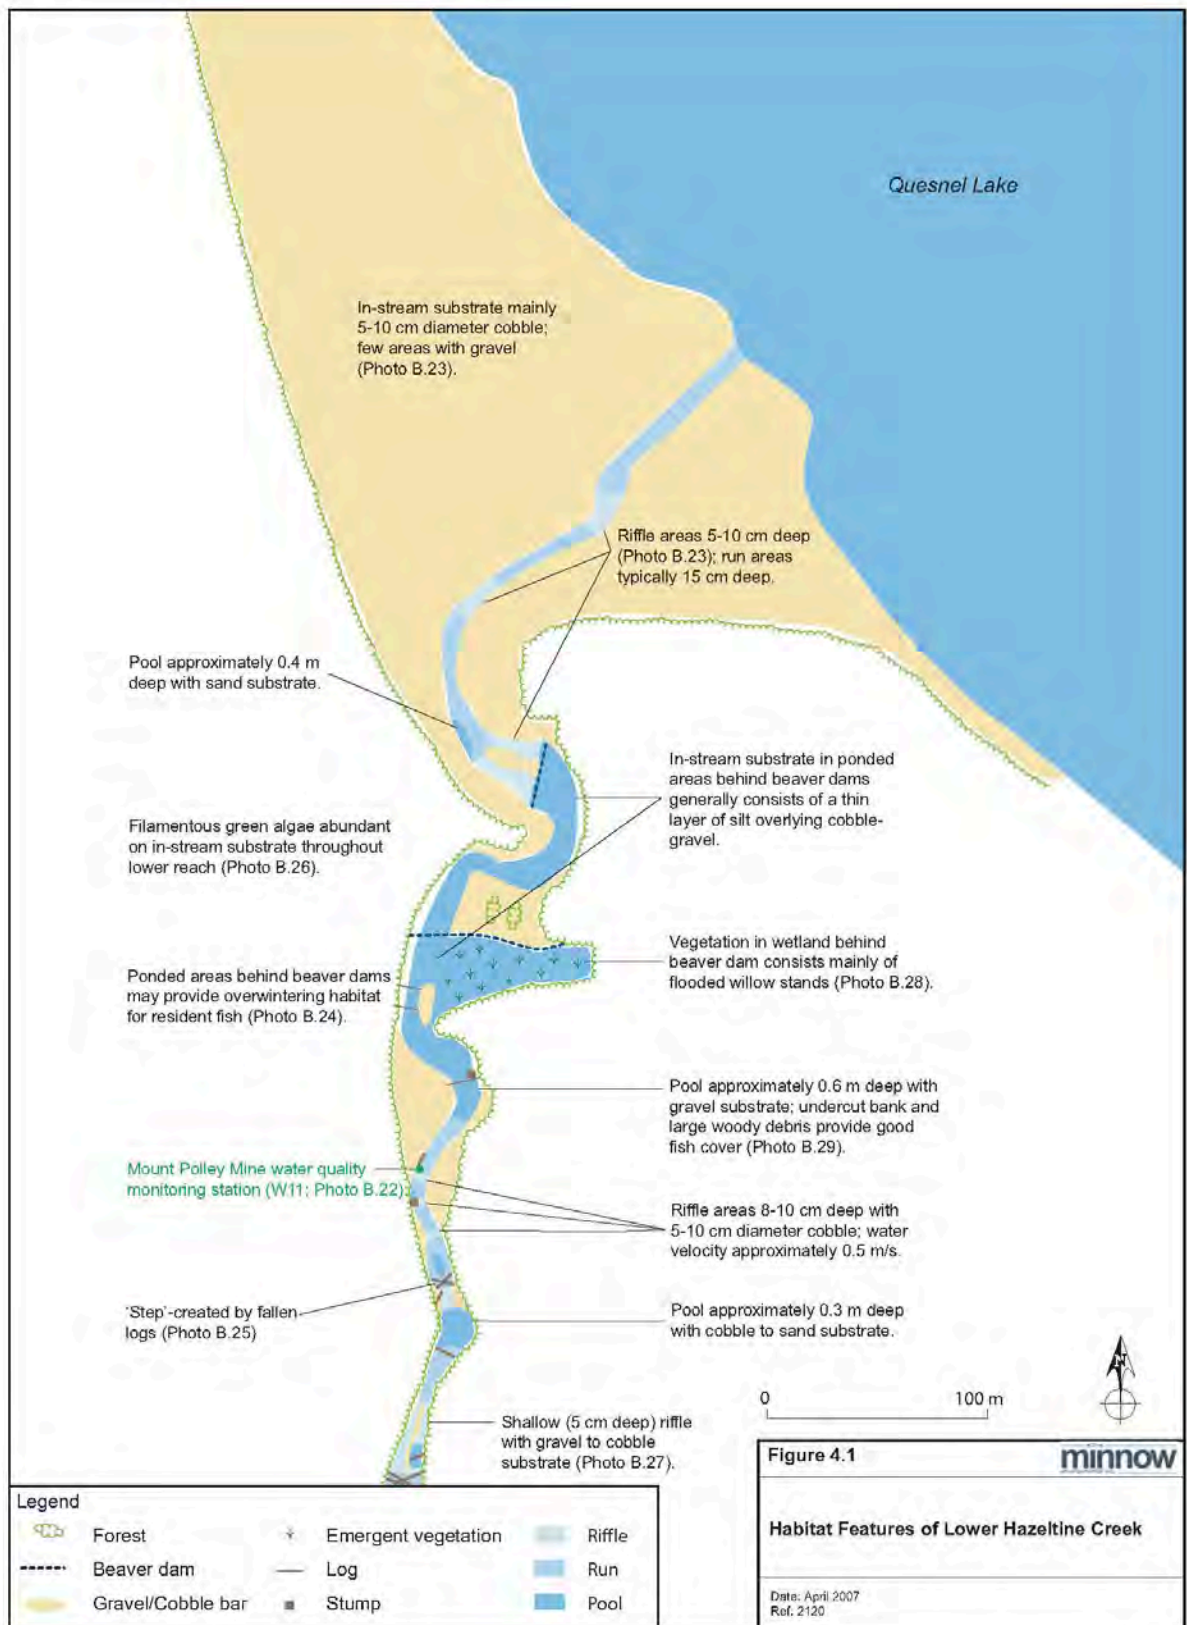 Quesnel Lake
In-stream substrate mainly
5-10 cm diameter cobble;
few areas with gravel
(Photo B.23).
Riffle areas 5-10 cm deep
(Photo B.23); run areas
typically 15 cm deep.
Pool approximately 0.4 m
deep with sand substrate.
In-stream substrate in ponded
areas behind beaver dams
generally consists of a thin
layer of silt overlying cobble-
gravel.
Filamentous green algae abundant
on in-stream substrate throughout
lower reach (Photo B.26).
Vegetation in wetland behind
beaver dam consists mainly of
flooded willow stands (Photo B.28).
Ponded areas behind beaver dams
may provide overwintering habitat
for resident fish (Photo B.24).
Pool approximately 0.6 m deep with
gravel substrate; undercut bank and
large woody debris provide good
fish cover (Photo B.29).
Mount Polley Mine water quality
monitoring station (W11; Photo B.22)
Riffle areas 8-10 cm deep with
5-10 cm diameter cobble; water
velocity approximately 0.5 m/s.
'Step'-created by fallen
logs (Photo B.25)
Pool approximately 0.3 m deep
with cobble to sand substrate.
N
0 100 m
Shallow (5 cm deep) riffle
with gravel to cobble
substrate (Photo B.27).
Figure 4.1
minnow
Habitat Features of Lower Hazeltine Creek
Date: April 2007
Ref. 2120
Legend
Forest
Beaver dam
Gravel/Cobble bar
Emergent vegetation
Log
Stump
Riffle
Run
Pool